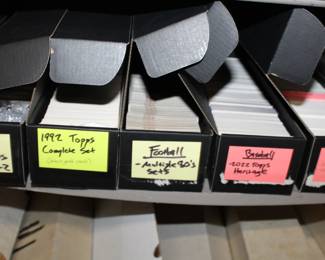 1992 Topps
Complete Set
Football
-Multiple 80's
Sets
Baseball
-2022 Topps
Heritage